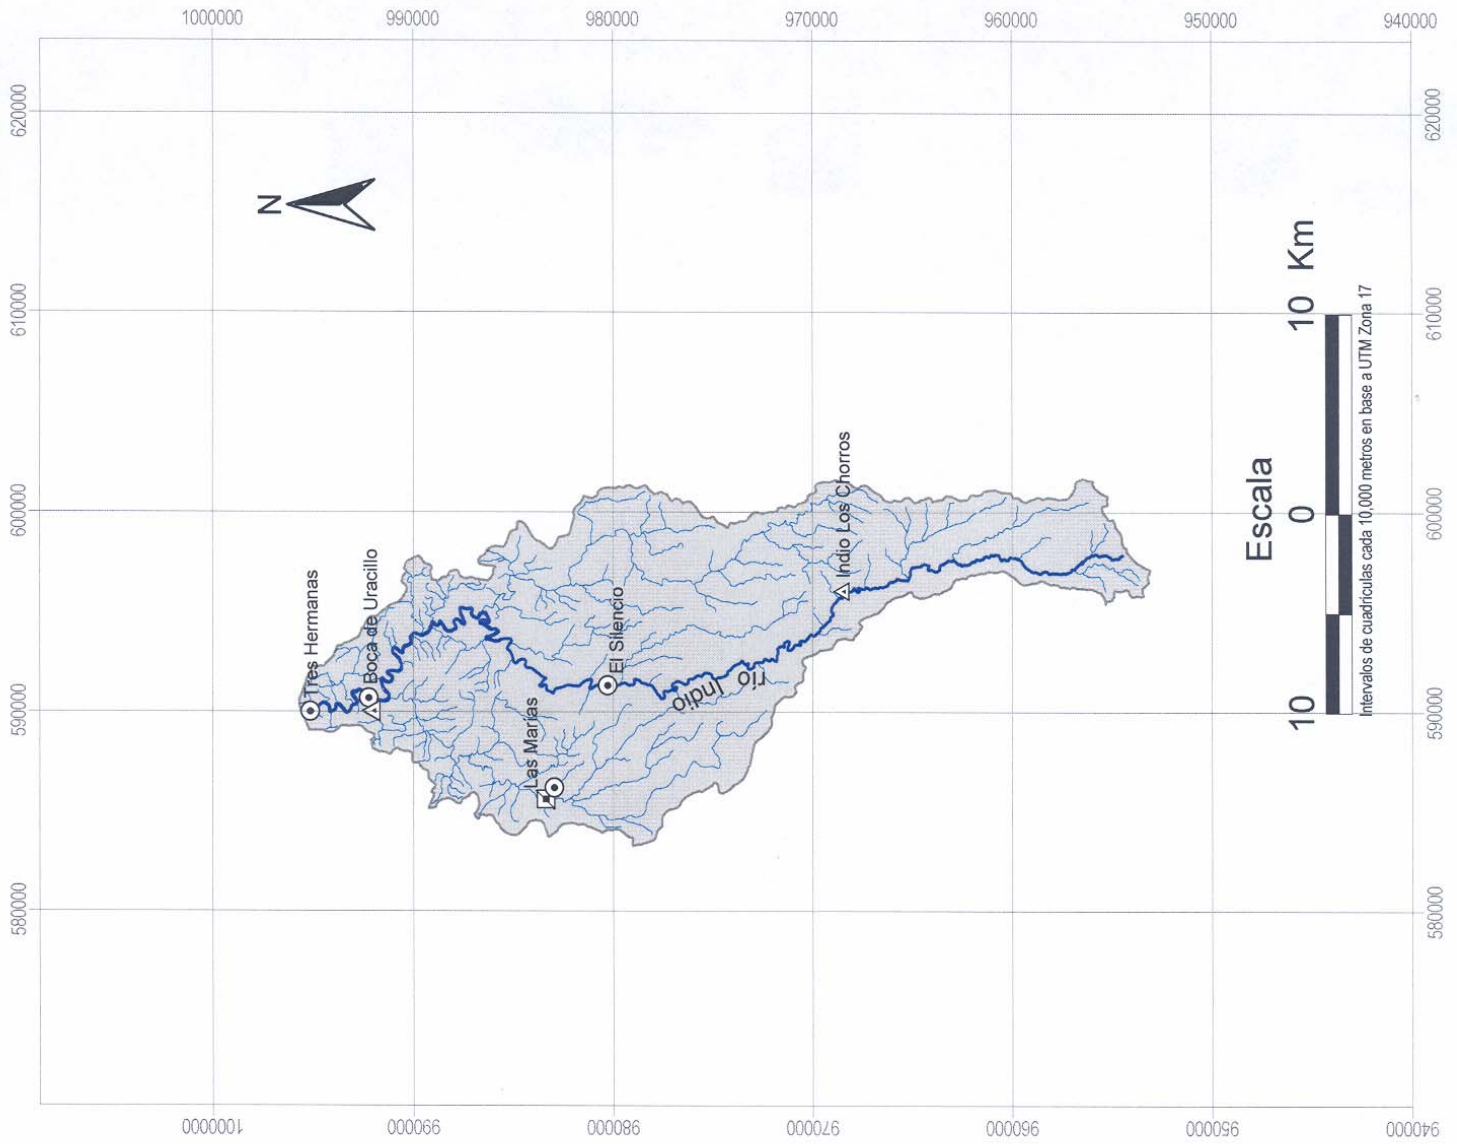 1000000
990000
980000
970000
960000
950000
940000
620000
610000
600000
590000
580000
N
Tres Hermanas
Boca de Uracillo
Las Marías
El Silencio
río Indio
Indio Los Chorros
Escala
10 0 10 Km
Intervalos de cuadrículas cada 10,000 metros en base a UTM Zona 17
620000
610000
600000
590000
580000
1000000
990000
980000
970000
960000
950000
940000